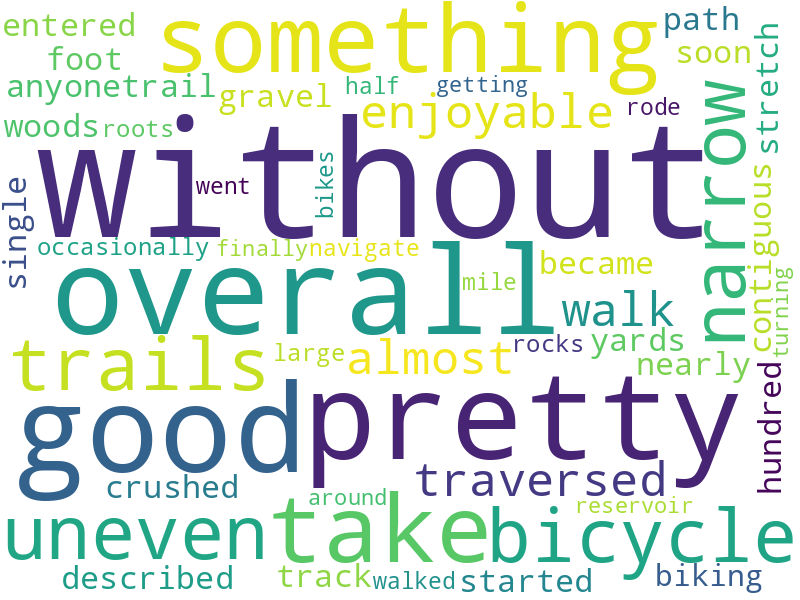 entered
something
path
foot
soon
anyonetrail
gravel
half
getting
enjoyable
rode
stretch
woods
roots
without
narrow
went
bikes
single
occasionally
finally
navigate
overall
mile
became
contiguous
turning
walk
trails
large
almost
rocks
yards
nearly
good
pretty
hundred
crushed
traversed
around
reservoir
uneven
take
bicycle
described
track
walked
started
biking